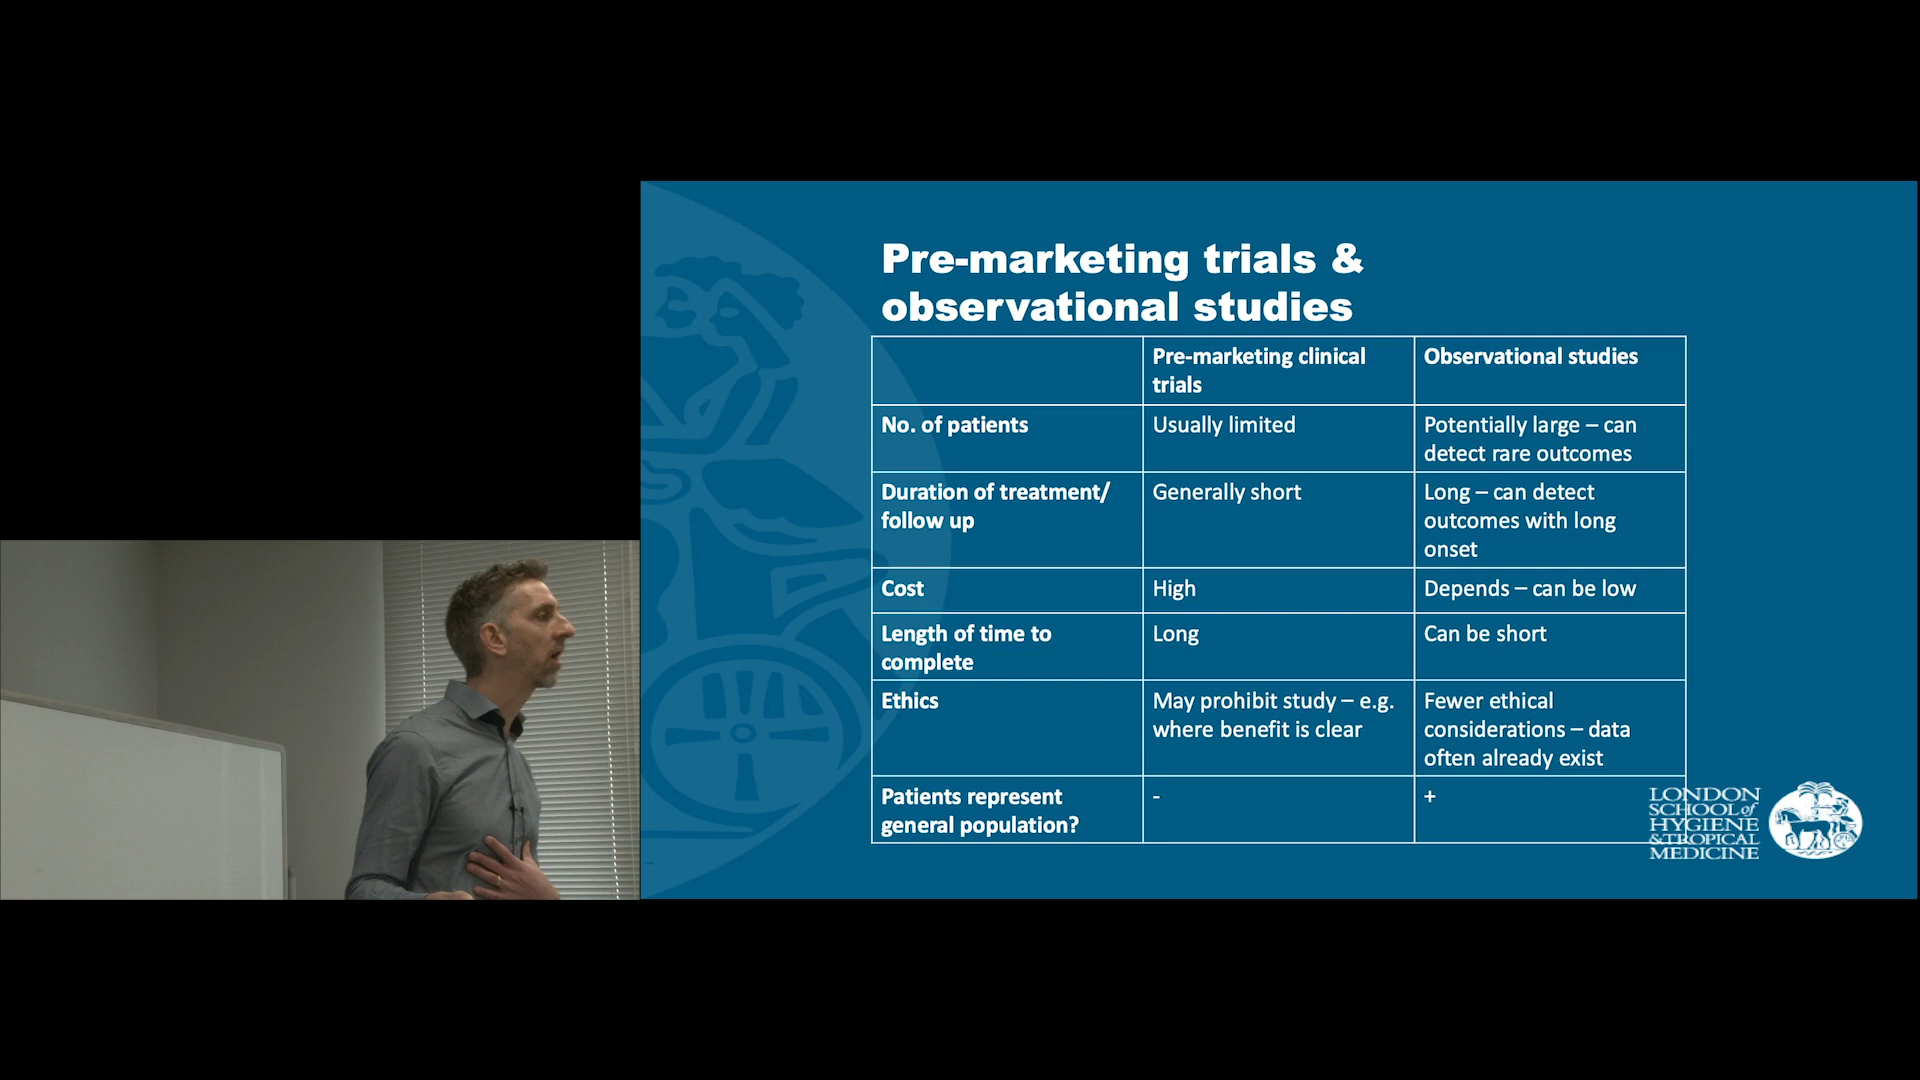 Pre-marketing trials &
observational studies
Pre-marketing clinical
trials
Observational studies
No. of patients
Usually limited
Potentially large – can
detect rare outcomes
Duration of treatment/
follow up
Generally short
Long – can detect
outcomes with long
onset
Cost
High
Depends – can be low
Length of time to
complete
Long
Can be short
Ethics
May prohibit study – e.g.
where benefit is clear
Fewer ethical
considerations – data
often already exist
Patients represent
general population?
-
+
LONDON
SCHOOL of
HYGIENE
&TROPICAL
MEDICINE